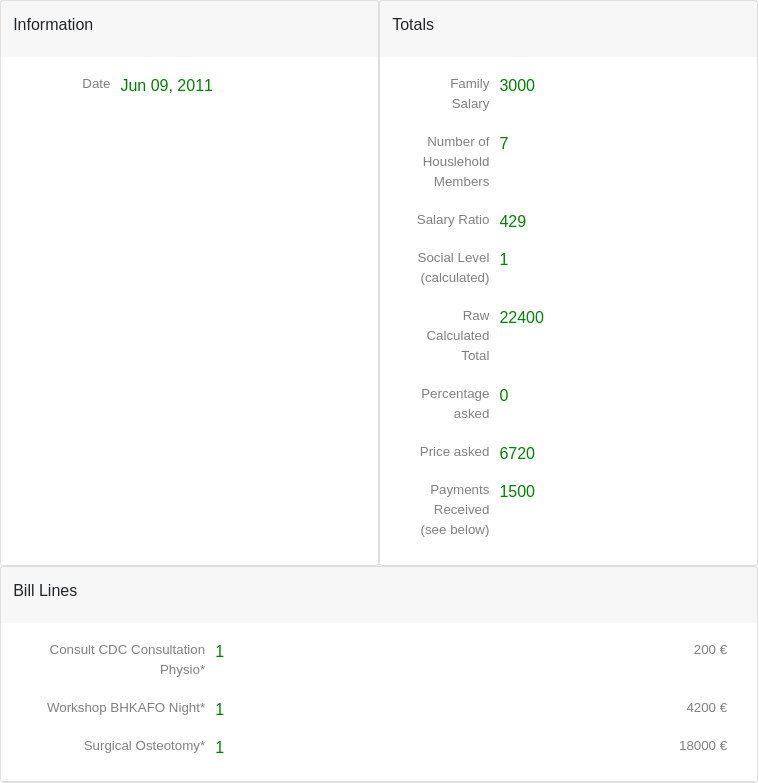 Information
Date Jun 09, 2011
Totals
Family 3000
Salary
Number of 7
Houslehold
Members
Salary Ratio 429
Social Level 1
(calculated)
Raw 22400
Calculated
Total
Percentage 0
asked
Price asked 6720
Payments 1500
Received
(see below)
Bill Lines
Consult CDC Consultation 1 200 €
Physio*
Workshop BHKAFO Night* 1 4200 €
Surgical Osteotomy* 1 18000 €